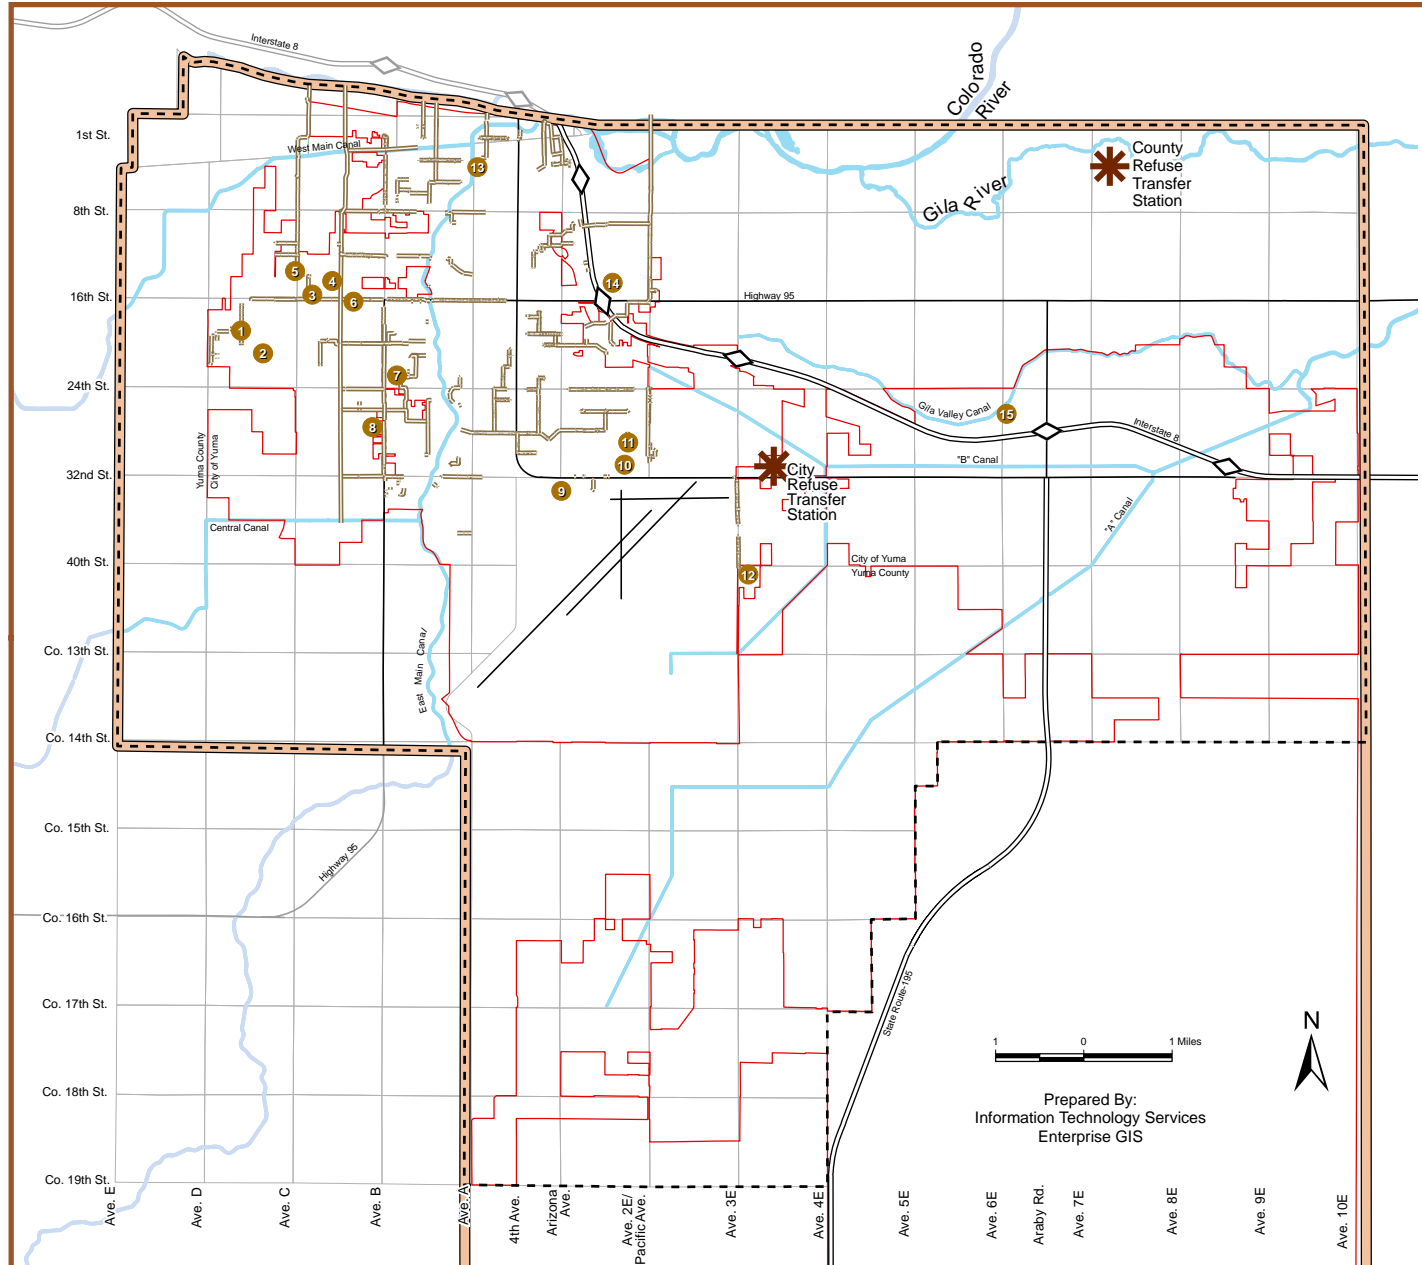 Interstate 8
Colorado
River
1st St.
West Main Canal
13
County
Refuse
Transfer
Station
Gila River
8th St.
5
4
3
6
14
16th St.
Highway 95
1
2
7
24th St.
Gila Valley Canal
15
Interstate 8
8
11
10
Yuma County
City of Yuma
"B" Canal
32nd St.
City
Refuse
Transfer
Station
9
"A" Canal
Central Canal
40th St.
City of Yuma
Yuma County
12
Co. 13th St.
East Main Canal
Co. 14th St.
Co. 15th St.
Highway 95
Co. 16th St.
State Route-195
Co. 17th St.
N
1 0 1 Miles
Co. 18th St.
Prepared By:
Information Technology Services
Enterprise GIS
Co. 19th St.
Ave. E
Ave. D
Ave. C
Ave. B
Ave. A
4th Ave.
Arizona
Ave.
Ave. 2E/
Pacific Ave.
Ave. 3E
Ave. 4E
Ave. 5E
Ave. 6E
Araby Rd.
Ave. 7E
Ave. 8E
Ave. 9E
Ave. 10E